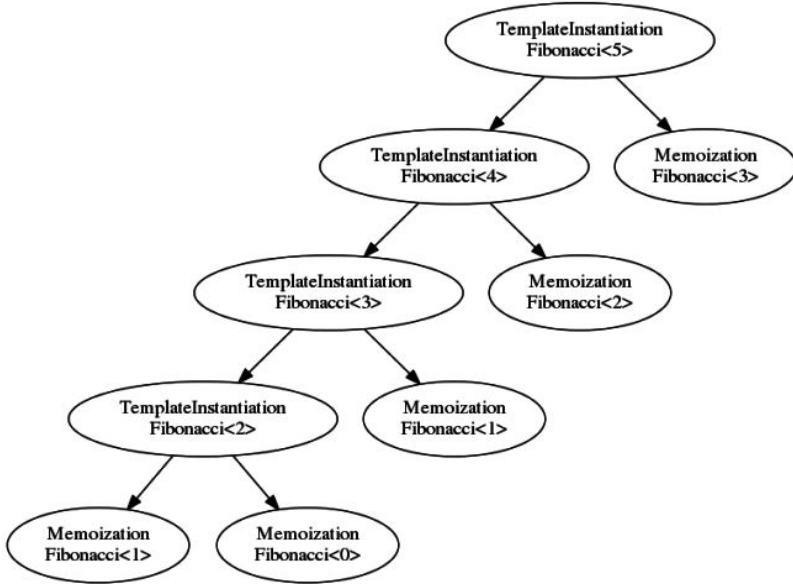 TemplateInstantiation
Fibonacci<5>
TemplateInstantiation
Fibonacci<4>
Memoization
Fibonacci<3>
TemplateInstantiation
Fibonacci<3>
Memoization
Fibonacci<2>
TemplateInstantiation
Fibonacci<2>
Memoization
Fibonacci<1>
Memoization
Fibonacci<1>
Memoization
Fibonacci<0>